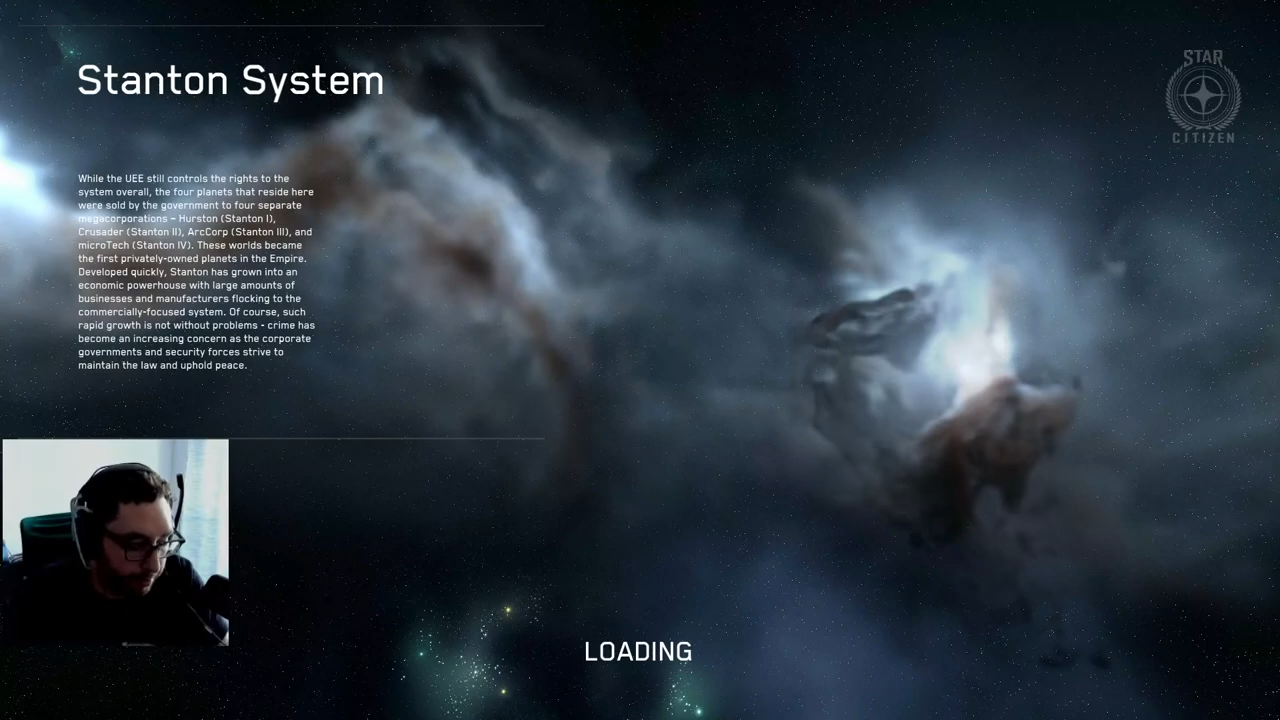 Stanton System
STAR
CITIZEN
While the UEE still controls the rights to the
system overall, the four planets that reside here
were sold by the government to four separate
megacorporations – Hurston (Stanton I),
Crusader (Stanton II), ArcCorp (Stanton III), and
microTech (Stanton IV). These worlds became
the first privately-owned planets in the Empire.
Developed quickly, Stanton has grown into an
economic powerhouse with large amounts of
businesses and manufacturers flocking to the
commercially-focused system. Of course, such
rapid growth is not without problems - crime has
become an increasing concern as the corporate
governments and security forces strive to
maintain the law and uphold peace.
LOADING